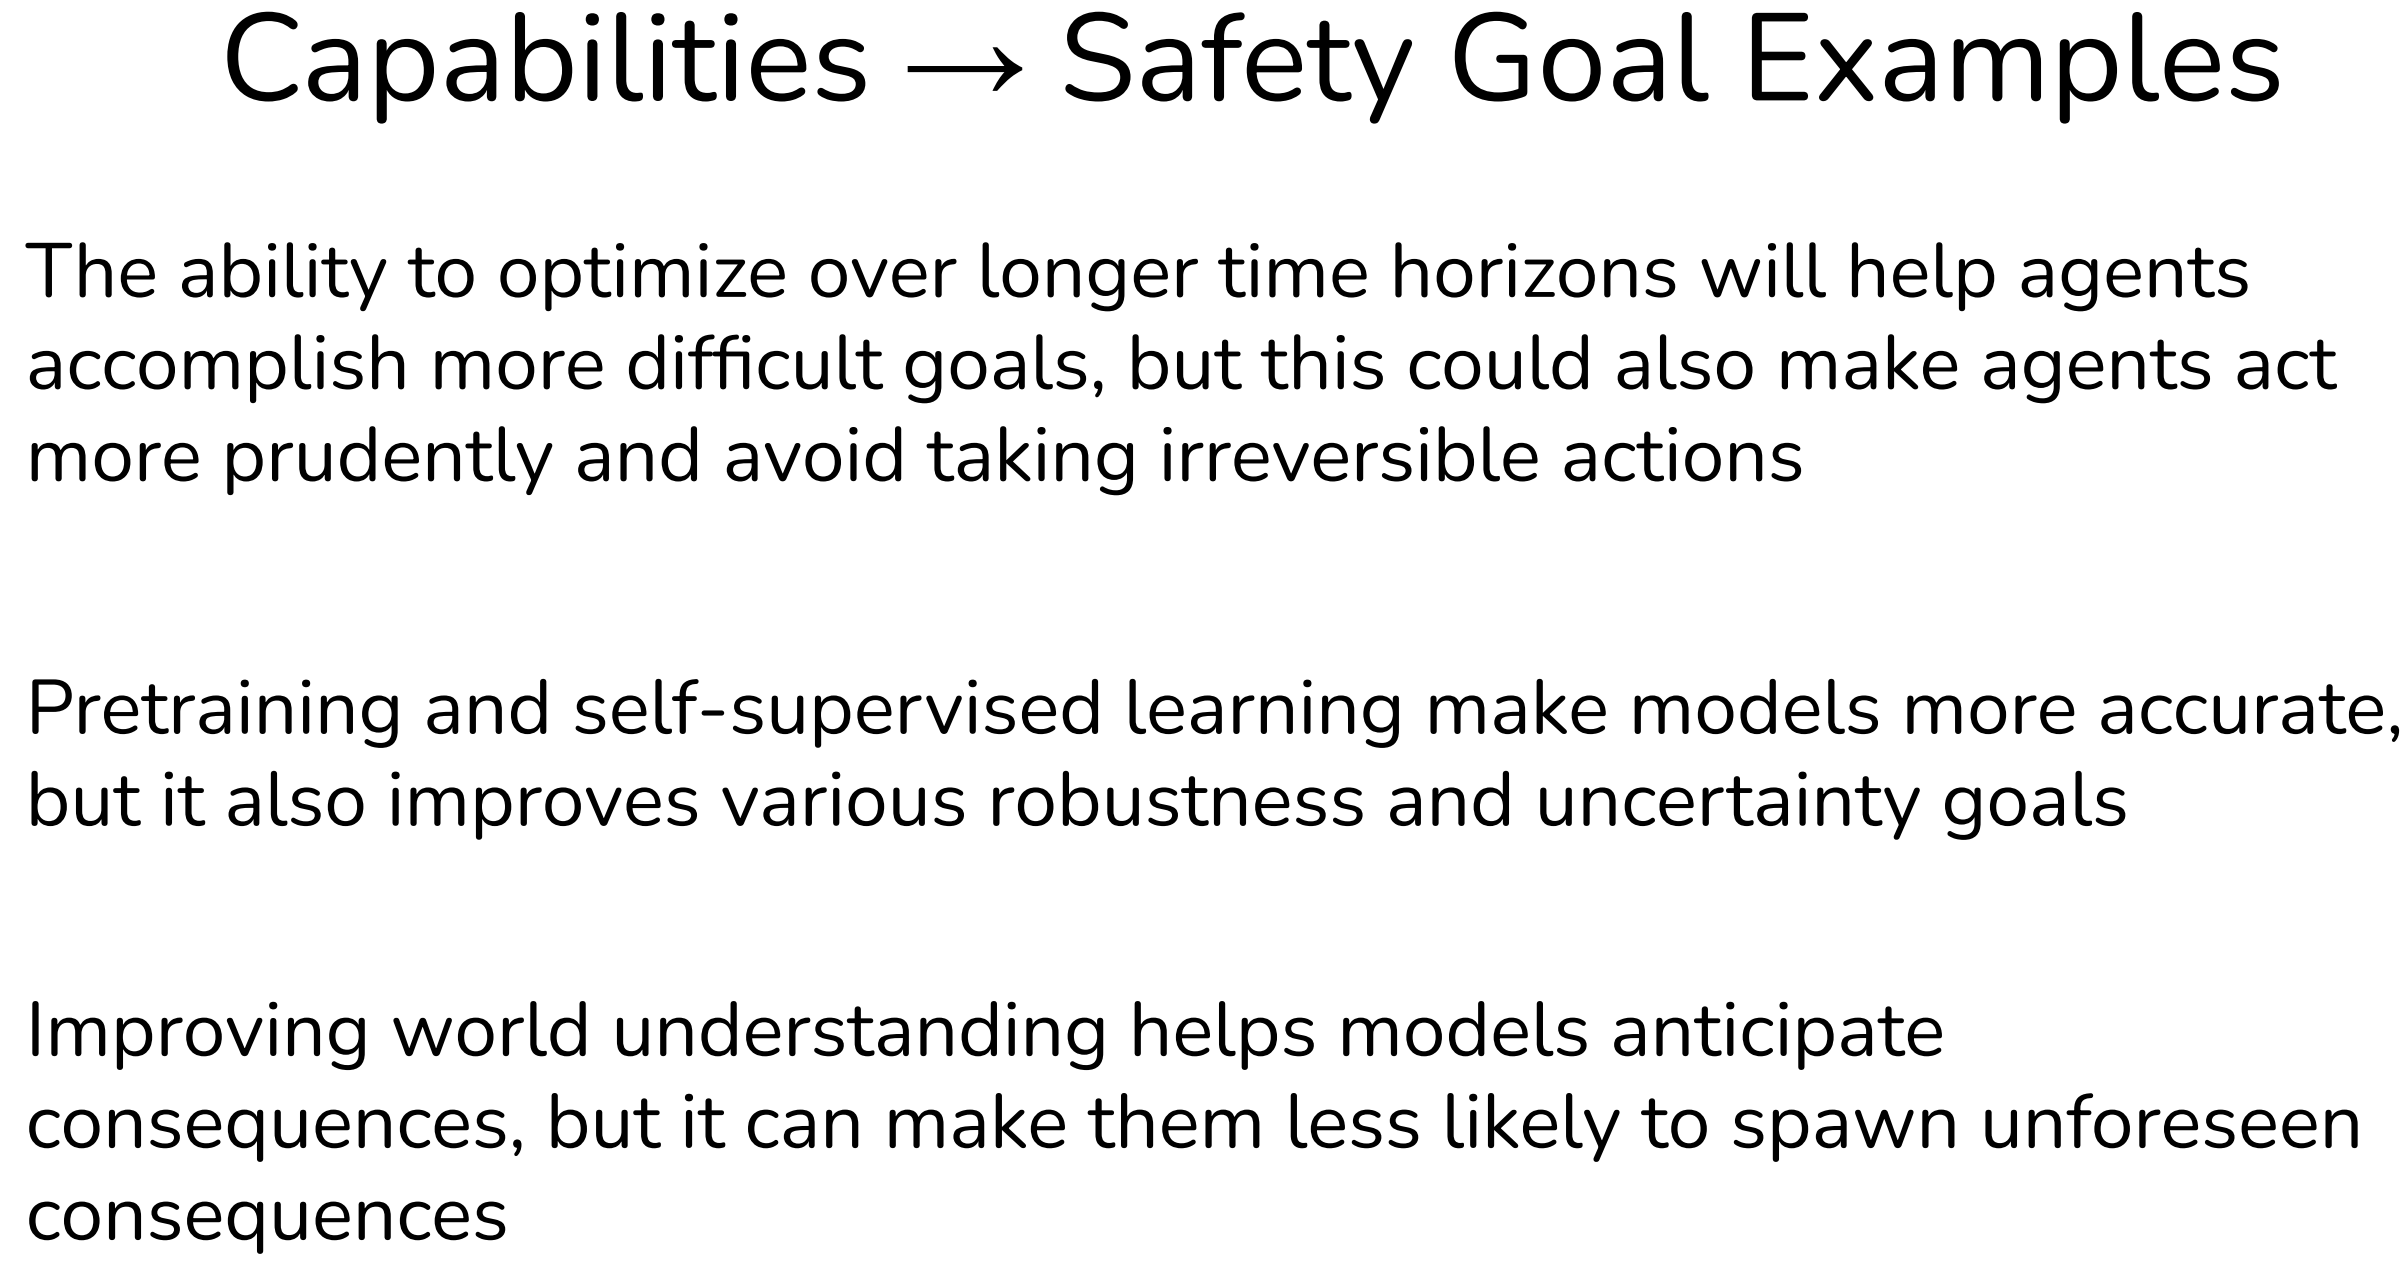 Capabilities → Safety Goal Examples
The ability to optimize over longer time horizons will help agents
accomplish more difficult goals, but this could also make agents act
more prudently and avoid taking irreversible actions
Pretraining and self-supervised learning make models more accurate,
but it also improves various robustness and uncertainty goals
Improving world understanding helps models anticipate
consequences, but it can make them less likely to spawn unforeseen
consequences